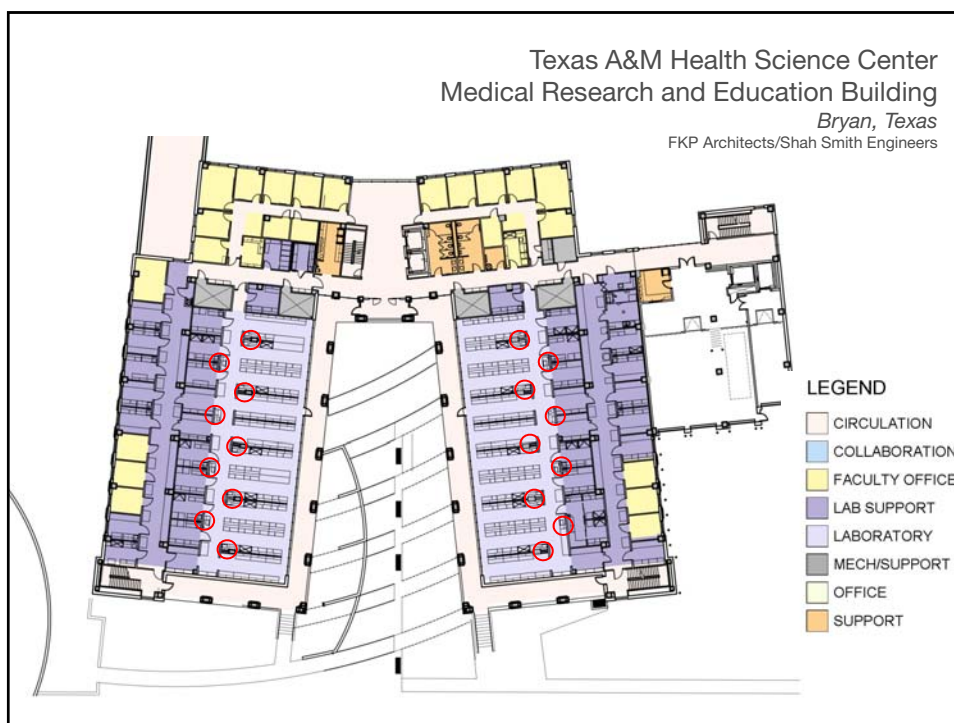 Texas A&M Health Science Center
Medical Research and Education Building
Bryan, Texas
FKP Architects/Shah Smith Engineers
LEGEND
CIRCULATION
COLLABORATION
FACULTY OFFICE
LAB SUPPORT
LABORATORY
MECH/SUPPORT
OFFICE
SUPPORT